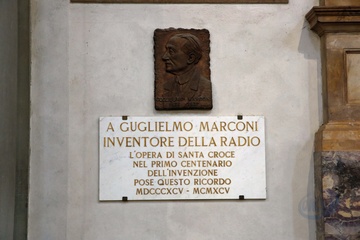 A GUGLIELMO MARCONI
INVENTORE DELLA RADIO
L'OPERA DI SANTA CROCE
NEL PRIMO CENTENARIO
DELL'INVENZIONE
POSE QUESTO RICORDO
MDCCCXCV - MCMXCV